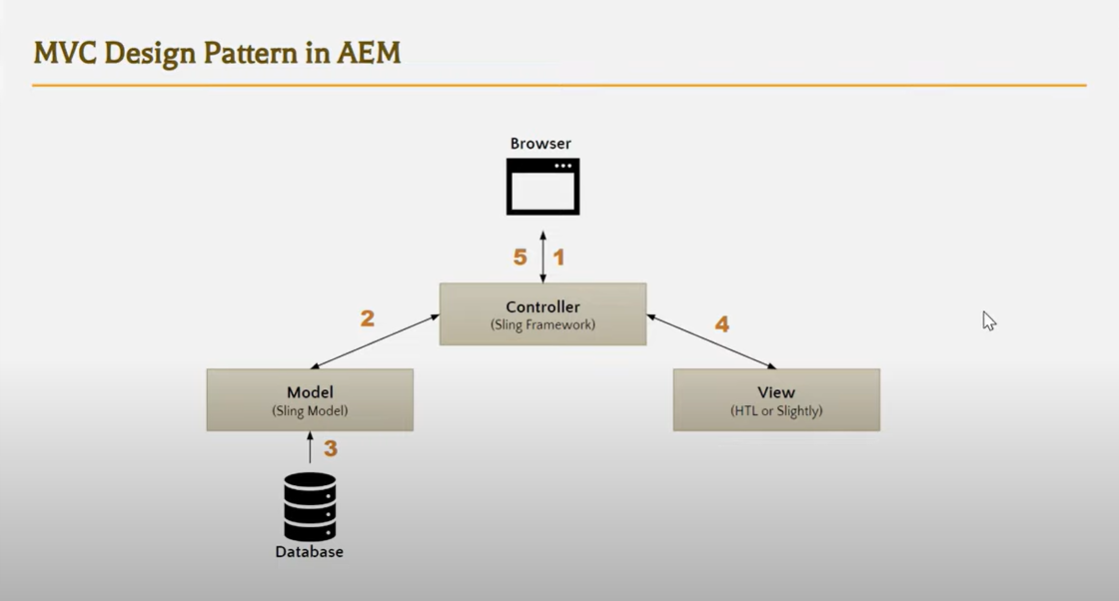 MVC Design Pattern in AEM
Browser
5
1
Controller
(Sling Framework)
2
4
Model
(Sling Model)
View
(HTL or Slightly)
3
Database